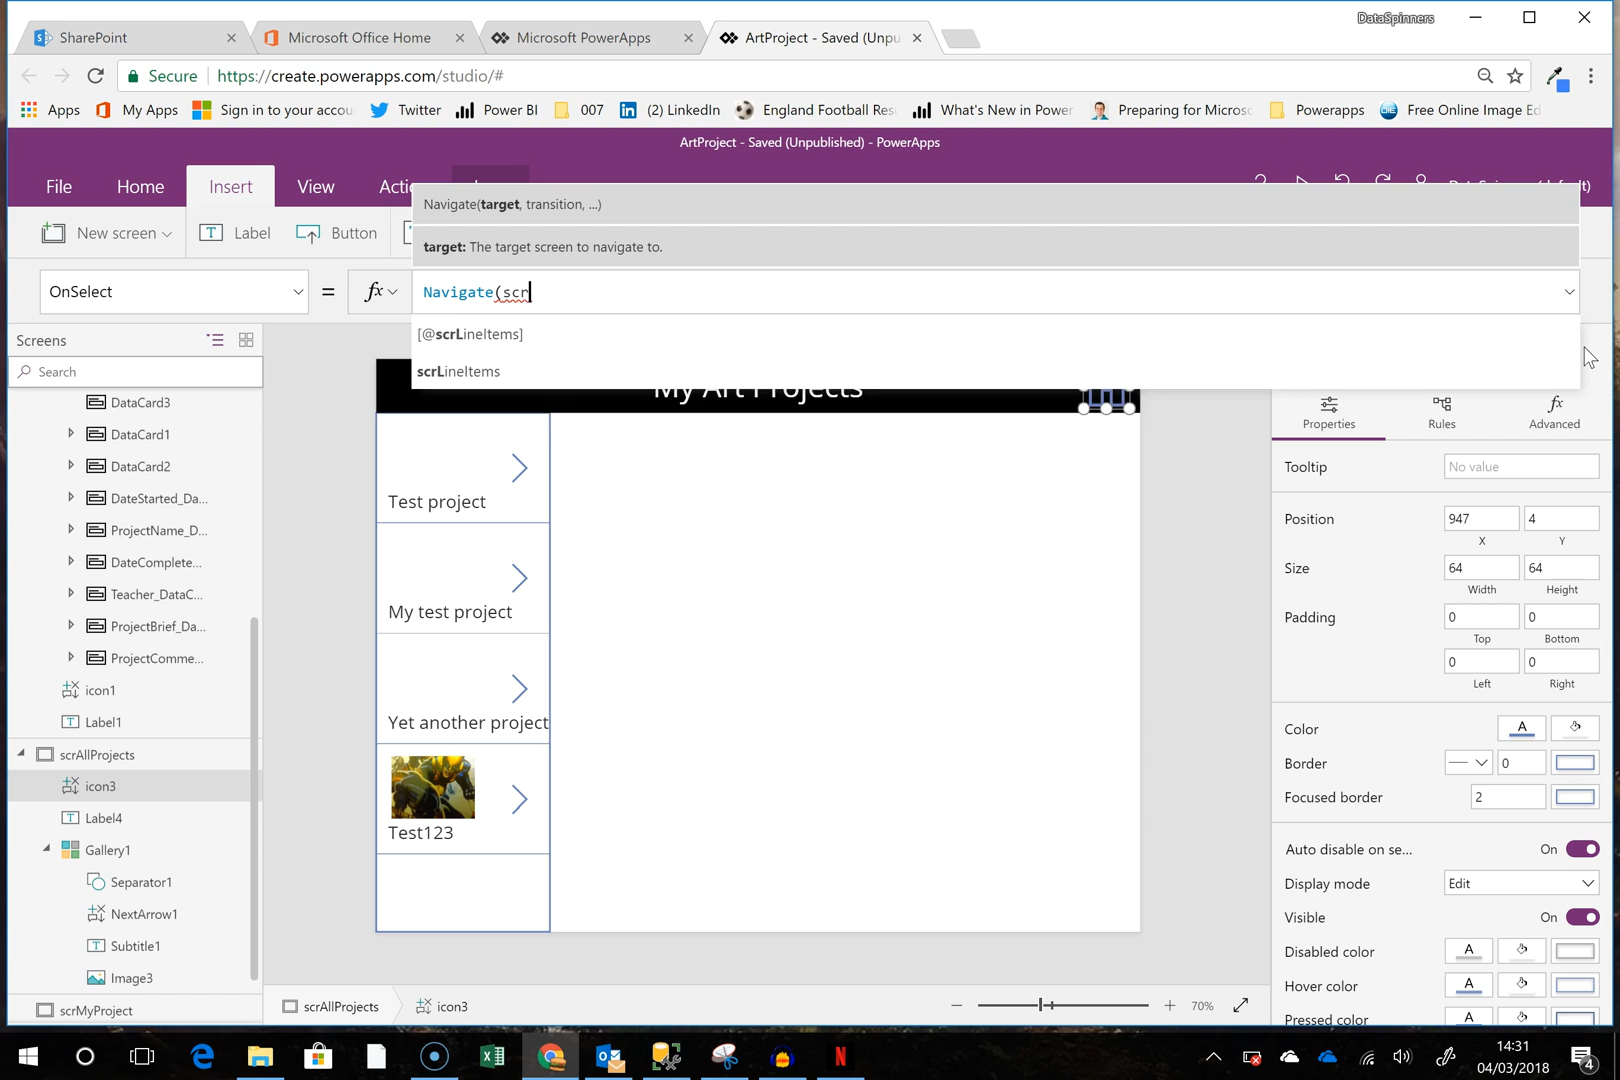 DataSpinners
SharePoint
Microsoft Office Home
Microsoft PowerApps
ArtProject - Saved (Unpu
Secure
https://create.powerapps.com/studio/#
Apps
My Apps
Sign in to your accou
Twitter
Power BI
007
(2) LinkedIn
England Football Res
What's New in Power
Preparing for Micros
Powerapps
Free Online Image Ed
ArtProject - Saved (Unpublished) - PowerApps
File
Home
Insert
View
New screen
Label
Button
Navigate(target, transition, ...)
target: The target screen to navigate to.
OnSelect
=
fx
Navigate(scr
[@scrLineItems]
scrLineItems
Screens
Search
DataCard3
DataCard1
DataCard2
DateStarted_Da...
ProjectName_D...
DateComplete...
Teacher_DataC...
ProjectBrief_Da...
ProjectComme...
icon1
Label1
scrAllProjects
icon3
Label4
Gallery1
Separator1
NextArrow1
Subtitle1
Image3
scrMyProject
My Art Projects
Test project
My test project
Yet another project
Test123
scrAllProjects
icon3
70%
Properties
Rules
Advanced
Tooltip
No value
Position
947
4
X
Y
Size
64
64
Width
Height
Padding
0
0
Top
Bottom
0
0
Left
Right
Color
A
Border
0
Focused border
2
Auto disable on se...
On
Display mode
Edit
Visible
On
Disabled color
A
Hover color
A
Pressed color
A
14:31
04/03/2018
4